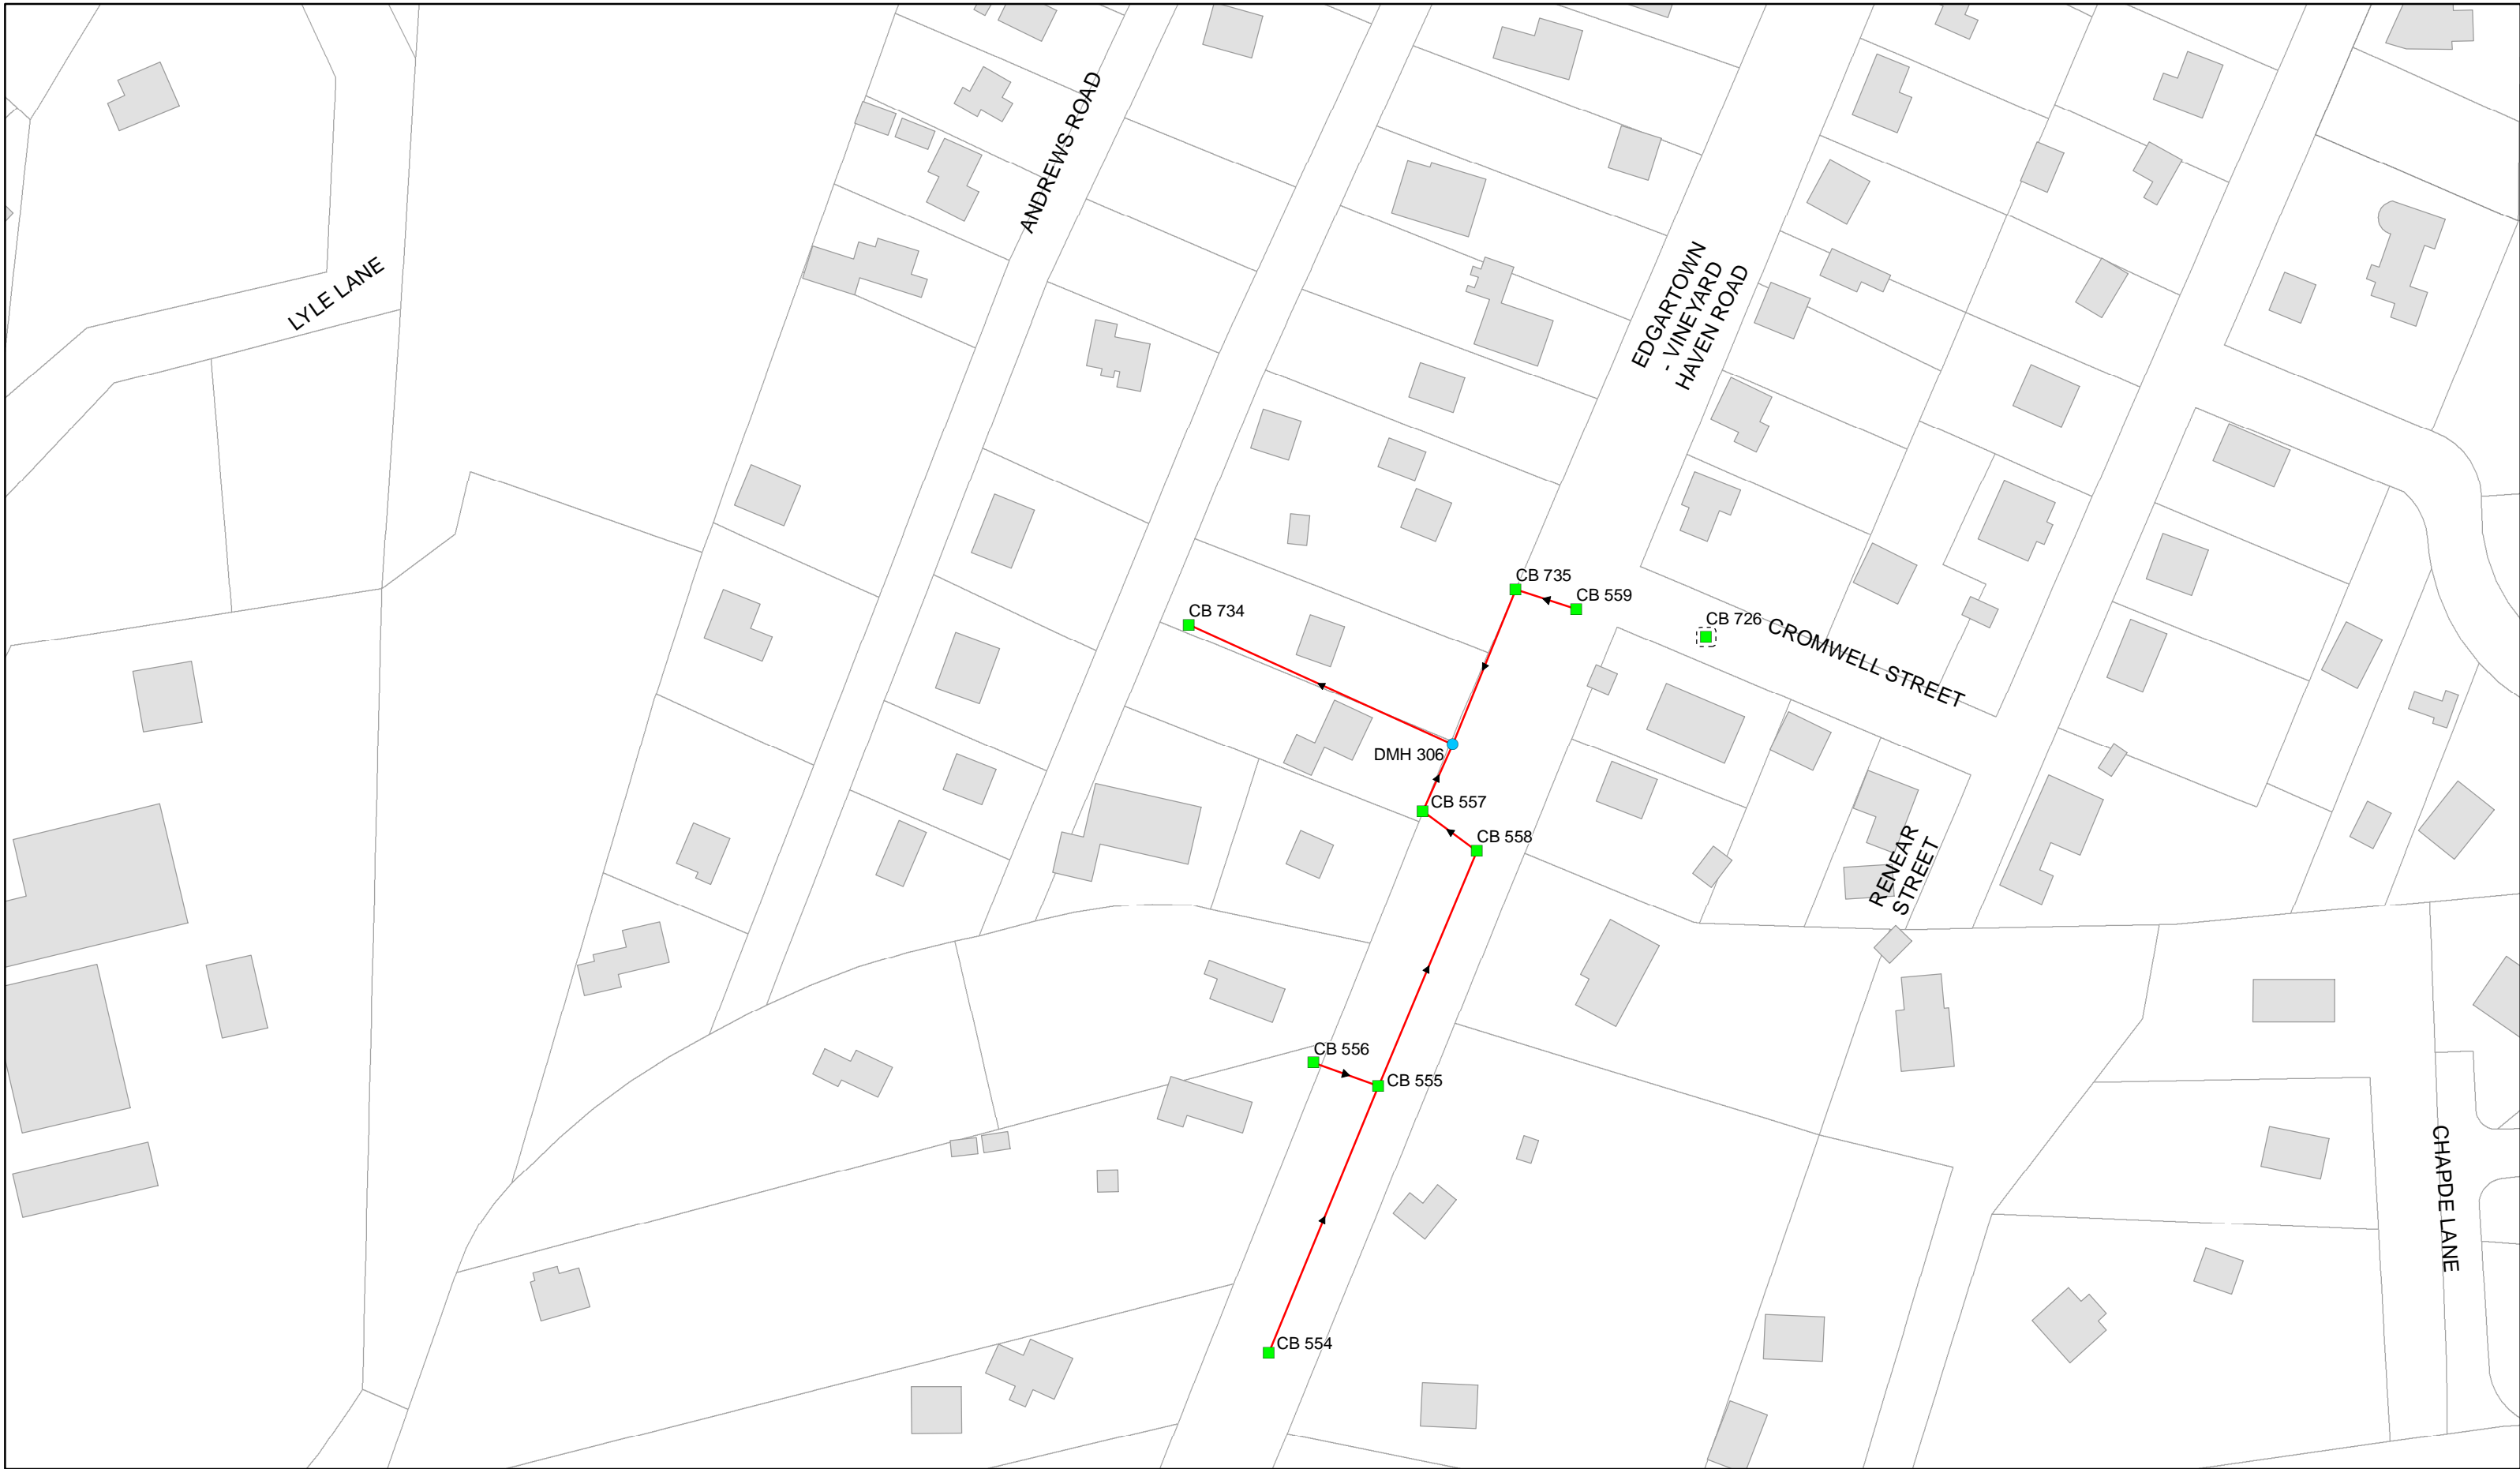 ANDREWS ROAD
LYLE LANE
EDGARTOWN
- VINEYARD
HAVEN ROAD
CB 735
CB 559
CB 734
CB 726
CROMWELL STREET
DMH 306
CB 557
CB 558
RENEAR
STREET
CB 556
CB 555
CHAPDE LANE
CB 554